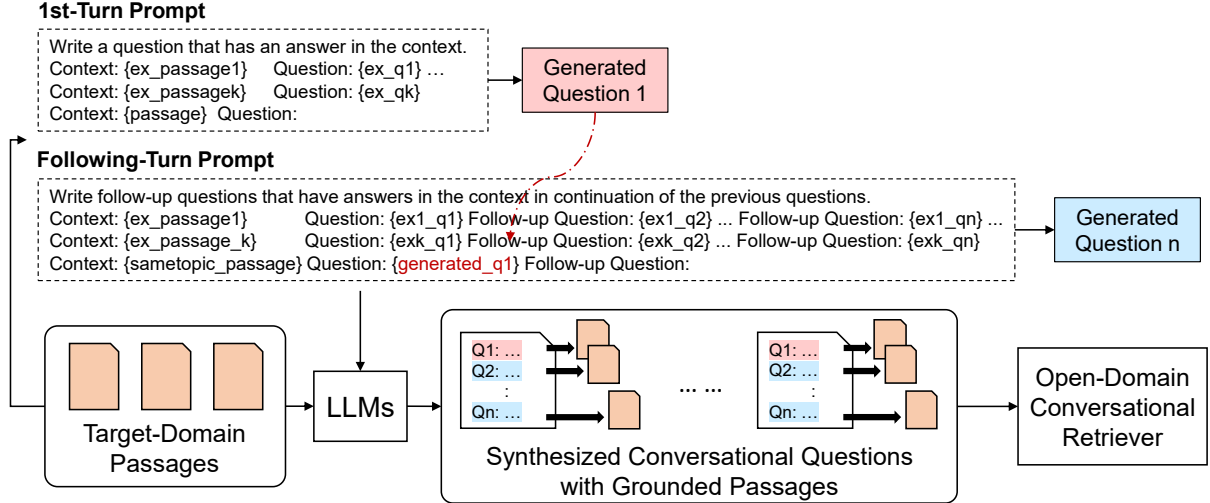 1st-Turn Prompt
Write a question that has an answer in the context.
Context: {ex_passage1} Question: {ex_q1} ...
Context: {ex_passagek} Question: {ex_qk}
Context: {passage} Question:
Generated
Question 1
Following-Turn Prompt
Write follow-up questions that have answers in the context in continuation of the previous questions.
Context: {ex_passage1} Question: {ex1_q1} Follow-up Question: {ex1_q2} ... Follow-up Question: {ex1_qn} ...
Context: {ex_passage_k} Question: {exk_q1} Follow-up Question: {exk_q2} ... Follow-up Question: {exk_qn}
Context: {sametopic_passage} Question: {generated_q1} Follow-up Question:
Generated
Question n
Target-Domain
Passages
LLMs
Q1: ...
Q2: ...
:
Qn: ...
... ...
Q1: ...
Q2: ...
:
Qn: ...
Synthesized Conversational Questions
with Grounded Passages
Open-Domain
Conversational
Retriever